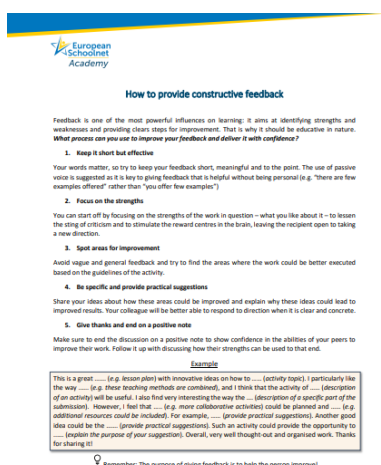 European
Schoolnet
Academy
How to provide constructive feedback
Feedback is one of the most powerful influences on learning: it aims at identifying strengths and
weaknesses and providing clears steps for improvement. That is why it should be educative in nature.
What process can you use to improve your feedback and deliver it with confidence?
1. Keep it short but effective
Your words matter, so try to keep your feedback short, meaningful and to the point. The use of passive
voice is suggested as it is key to giving feedback that is helpful without being personal (e.g. “there are few
examples offered” rather than “you offer few examples”)
2. Focus on the strengths
You can start off by focusing on the strengths of the work in question – what you like about it – to lessen
the sting of criticism and to stimulate the reward centres in the brain, leaving the recipient open to taking
a new direction.
3. Spot areas for improvement
Avoid vague and general feedback and try to find the areas where the work could be better executed
based on the guidelines of the activity.
4. Be specific and provide practical suggestions
Share your ideas about how these areas could be improved and explain why these ideas could lead to
improved results. Your colleague will be better able to respond to direction when it is clear and concrete.
5. Give thanks and end on a positive note
Make sure to end the discussion on a positive note to show confidence in the abilities of your peers to
improve their work. Follow it up with discussing how their strengths can be used to that end.
Example
This is a great ...... (e.g. lesson plan) with innovative ideas on how to ...... (activity topic). I particularly like
the way ...... (these teaching methods are combined), and I think that the activity of ...... (description
of an activity) will be useful. I also find very interesting the way the .... (description of a specific part of the
submission). However, I feel that ...... (e.g. more collaborative activities) could be planned and ...... (e.g.
additional resources could be included). For example, ...... (provide practical suggestions). Another good
idea could be the ...... (provide practical suggestions). Such an activity could provide the opportunity to
...... (explain the purpose of your suggestion). Overall, very well thought-out and organised work. Thanks
for sharing it!
Remember: The purpose of giving feedback is to help the person improve!